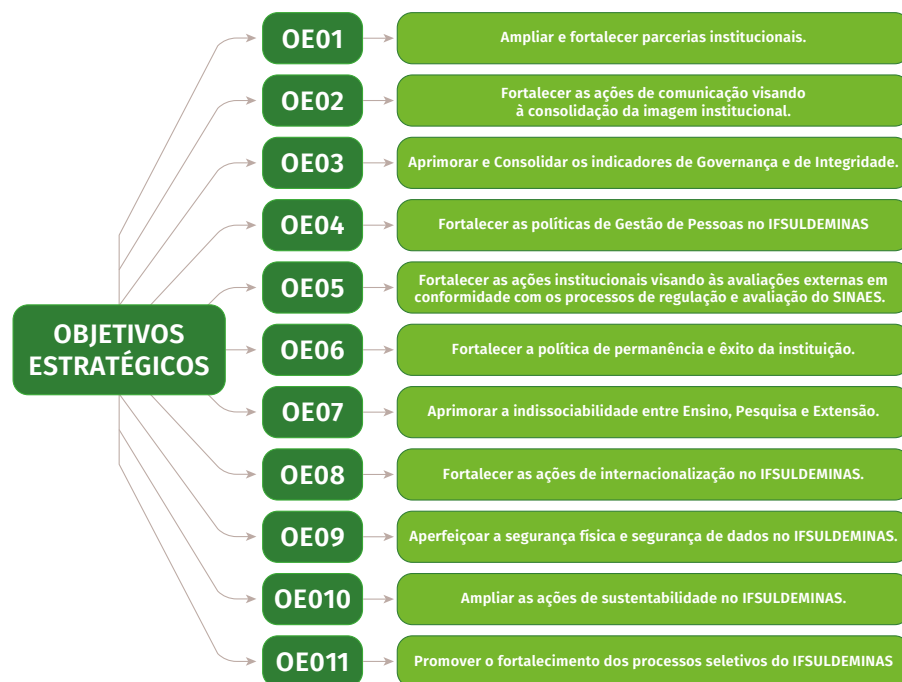 OBJETIVOS
ESTRATÉGICOS
OE01
Ampliar e fortalecer parcerias institucionais.
OE02
Fortalecer as ações de comunicação visando
à consolidação da imagem institucional.
OE03
Aprimorar e Consolidar os indicadores de Governança e de Integridade.
OE04
Fortalecer as políticas de Gestão de Pessoas no IFSULDEMINAS
OE05
Fortalecer as ações institucionais visando às avaliações externas em
conformidade com os processos de regulação e avaliação do SINAES.
OE06
Fortalecer a política de permanência e êxito da instituição.
OE07
Aprimorar a indissociabilidade entre Ensino, Pesquisa e Extensão.
OE08
Fortalecer as ações de internacionalização no IFSULDEMINAS.
OE09
Aperfeiçoar a segurança física e segurança de dados no IFSULDEMINAS.
OE010
Ampliar as ações de sustentabilidade no IFSULDEMINAS.
OE011
Promover o fortalecimento dos processos seletivos do IFSULDEMINAS